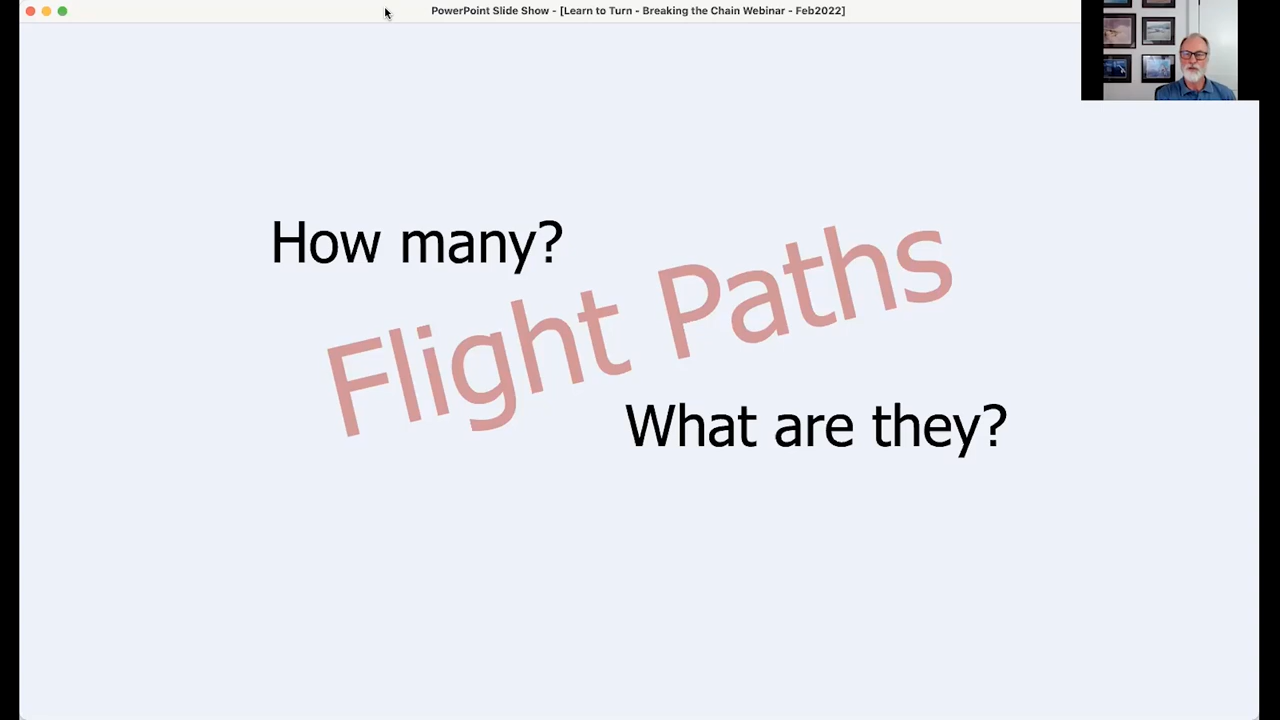 PowerPoint Slide Show - [Learn to Turn - Breaking the Chain Webinar - Feb2022]
How many?
Flight Paths
What are they?